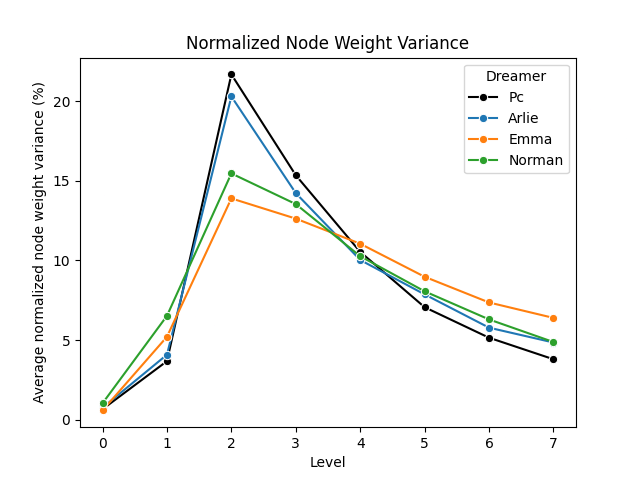 Normalized Node Weight Variance
Average normalized node weight variance (%)
20
15
10
5
0
Dreamer
Pc
Arlie
Emma
Norman
0 1 2 3 4 5 6 7
Level